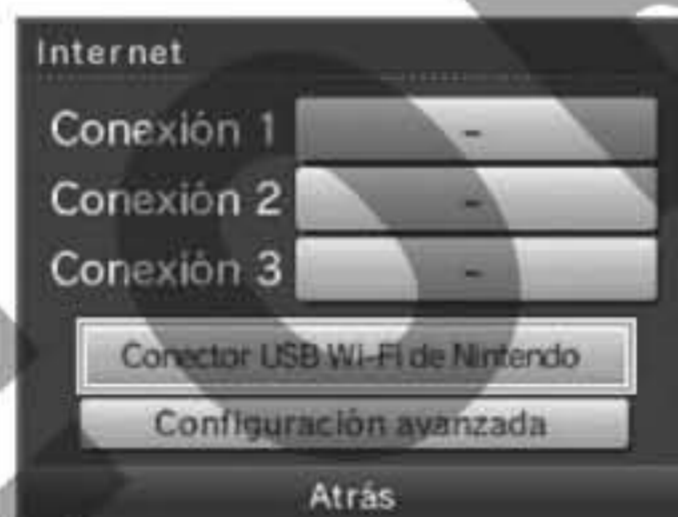 Internet
Conexión 1 -
Conexión 2 -
Conexión 3 -
Conector USB Wi-Fi de Nintendo
Configuración avanzada
Atrás